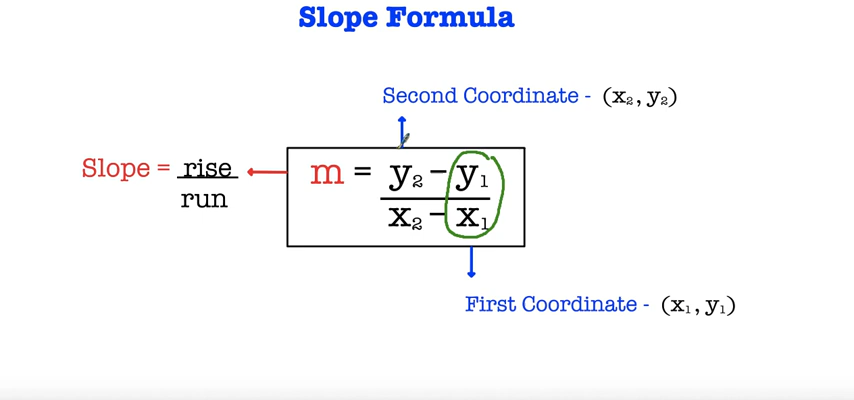 Slope Formula
Second Coordinate - (x₂, y₂)
Slope = rise
run
m = y₂ - y₁
x₂ - x₁
First Coordinate - (x₁, y₁)